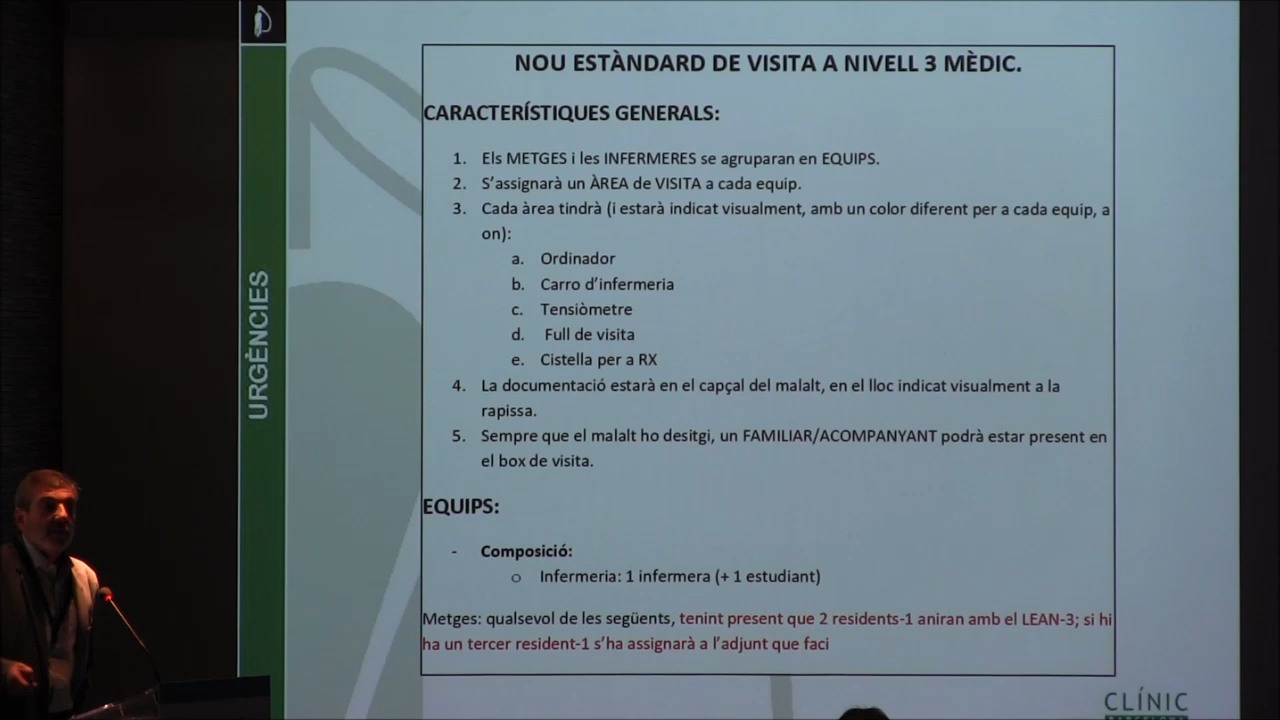 NOU ESTÀNDARD DE VISITA A NIVELL 3 MÈDIC.
CARACTERÍSTIQUES GENERALS:
1. Els METGES i les INFERMERES se agruparan en EQUIPS.
2. S'assignarà un ÀREA de VISITA a cada equip.
3. Cada àrea tindrà (i estarà indicat visualment, amb un color diferent per a cada equip, a
on):
a. Ordinador
b. Carro d'infermeria
c. Tensiòmetre
d. Full de visita
e. Cistella per a RX
4. La documentació estarà en el capçal del malalt, en el lloc indicat visualment a la
rapissa.
5. Sempre que el malalt ho desitgi, un FAMILIAR/ACOMPANYANT podrà estar present en
el box de visita.
EQUIPS:
- Composició:
o Infermeria: 1 infermera (+ 1 estudiant)
Metges: qualsevol de les següents, tenint present que 2 residents-1 aniran amb el LEAN-3; si hi
ha un tercer resident-1 s'ha assignarà a l'adjunt que faci
URGÈNCIES
CLÍNIC